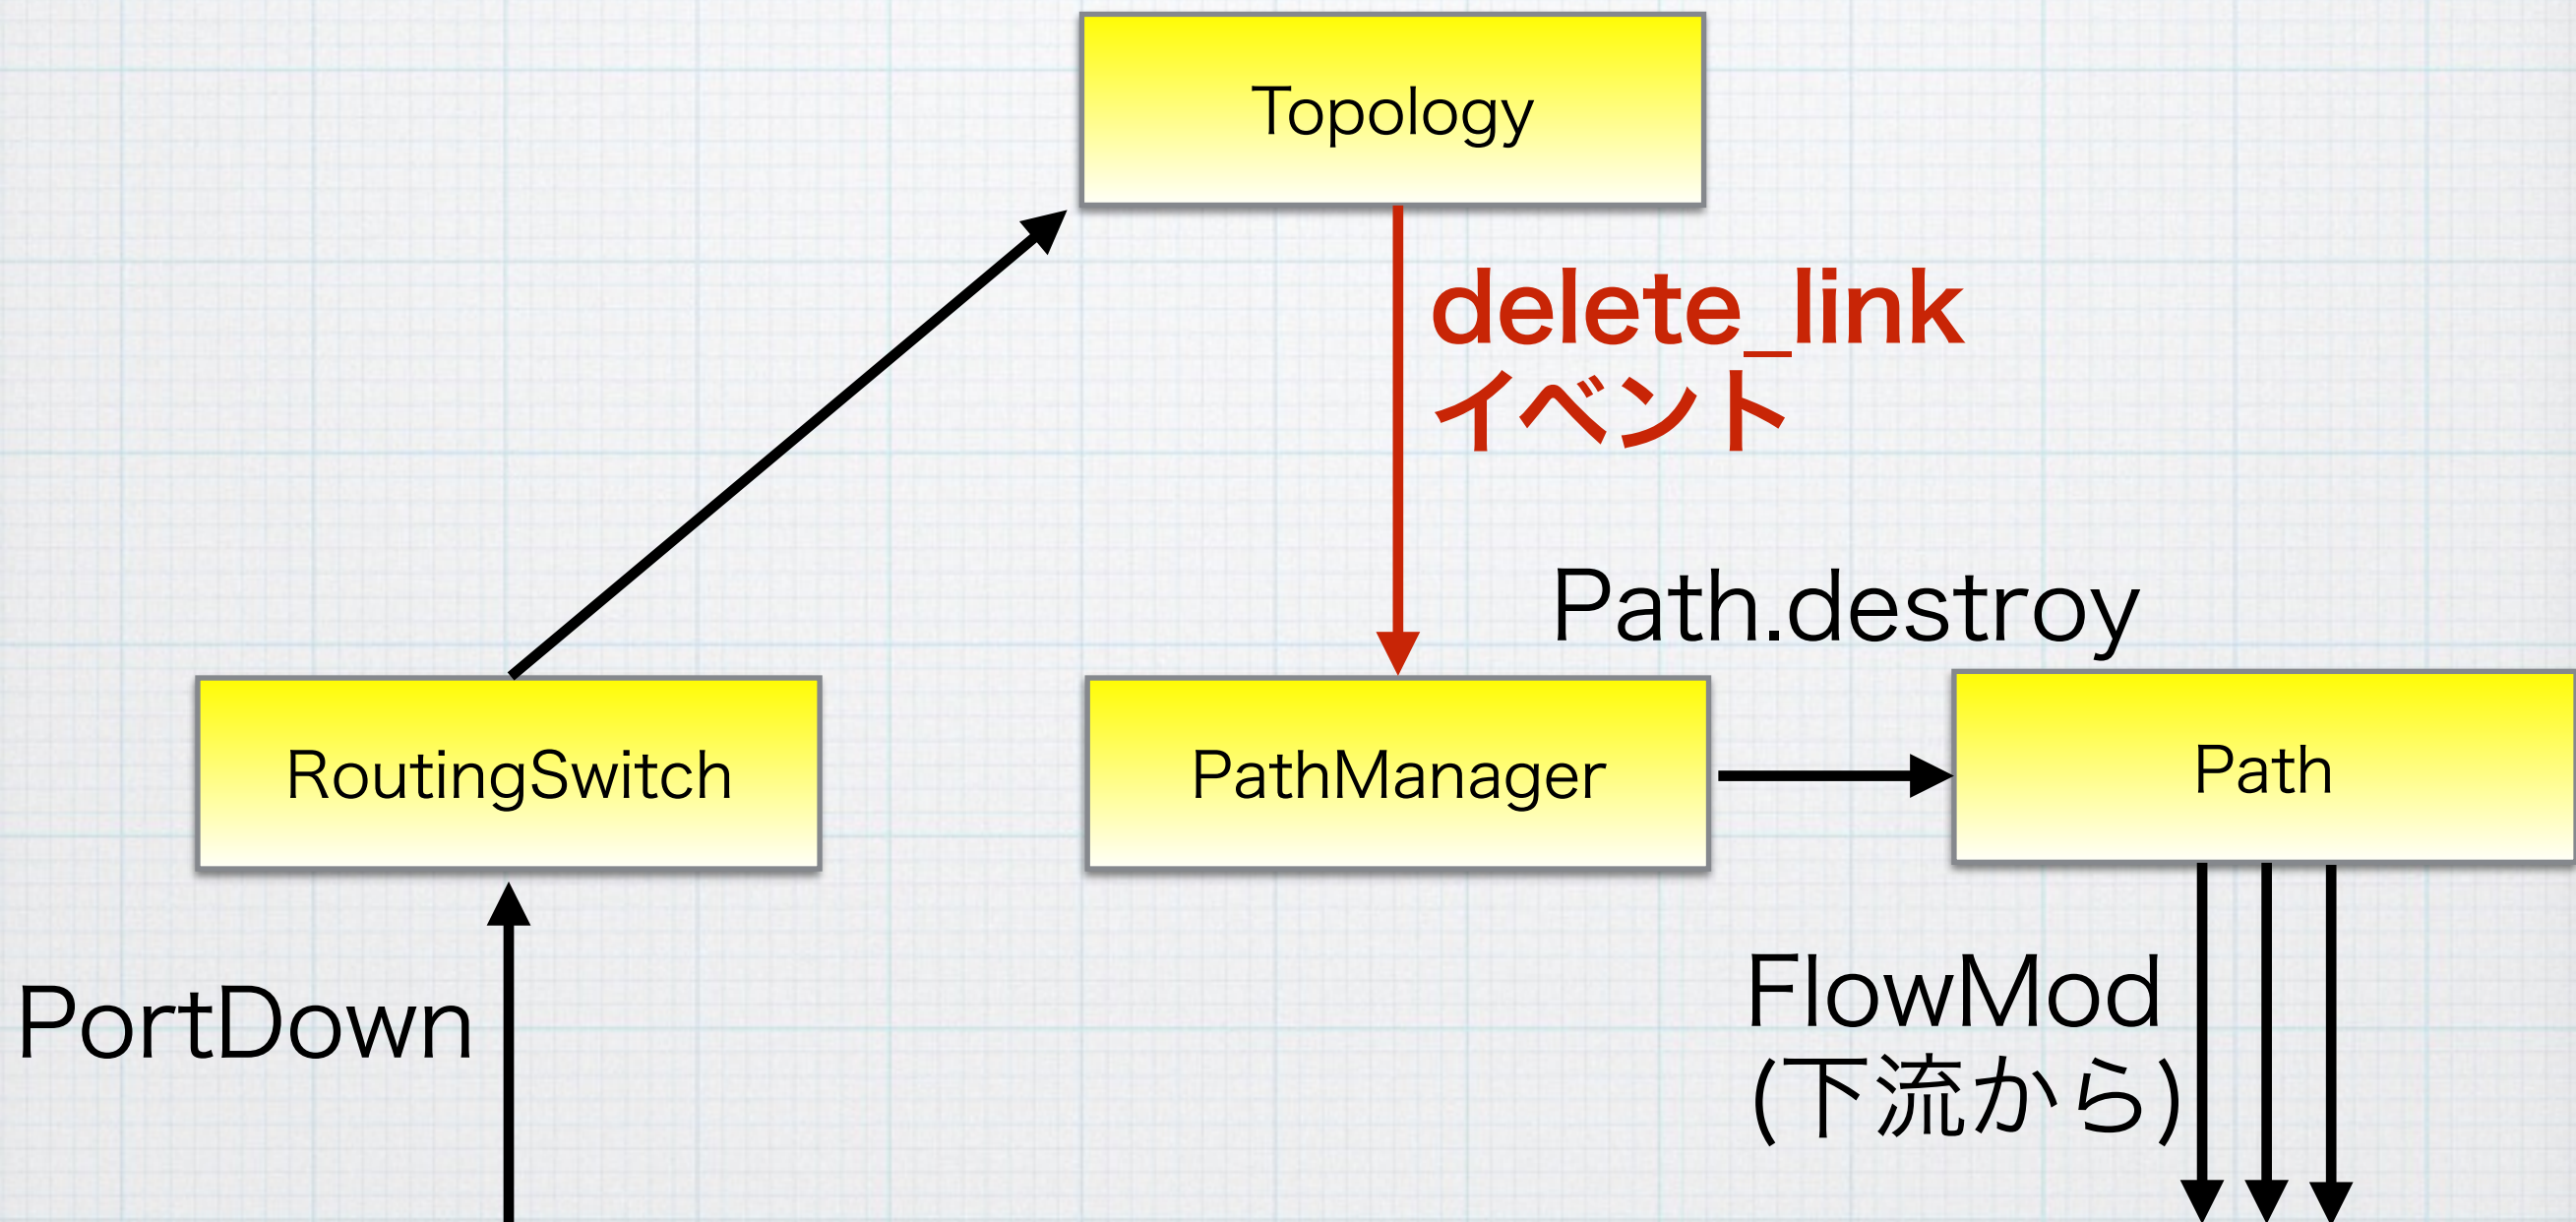 Topology
delete_link
イベント
Path.destroy
RoutingSwitch
PathManager
Path
PortDown
FlowMod
(下流から)